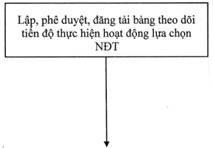 Lập, phê duyệt, đăng tải bảng theo dõi
tiến độ thực hiện hoạt động lựa chọn
NĐT